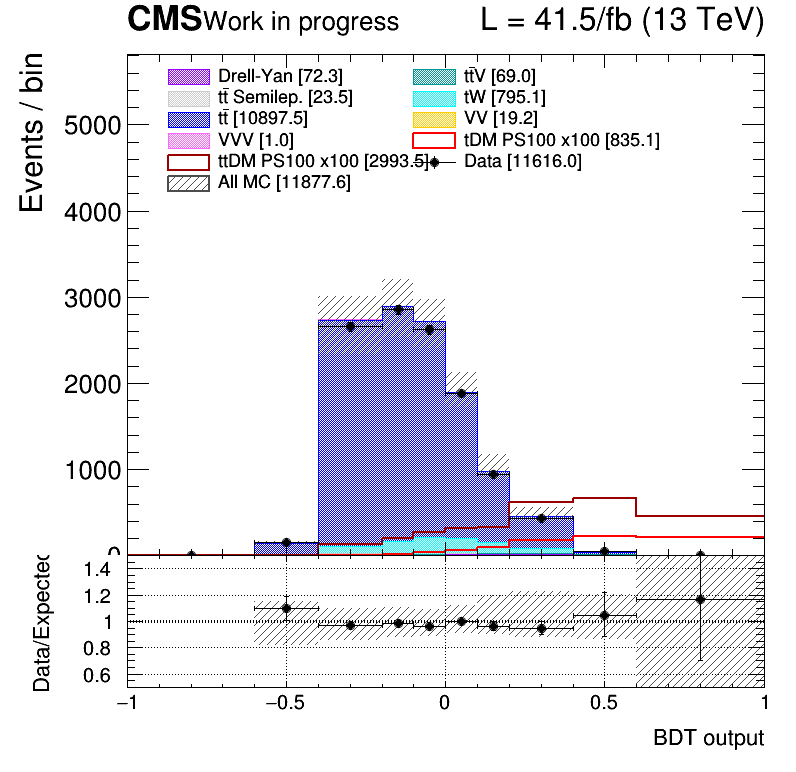 CMS Work in progress L = 41.5/fb (13 TeV)
Events / bin
Drell-Yan [72.3] tt̄V [69.0]
tt̄ Semilep. [23.5] tW [795.1]
tt̄ [10897.5] VV [19.2]
VVV [1.0] tDM PS100 x100 [835.1]
ttDM PS100 x100 [2993.5] Data [11616.0]
All MC [11877.6]
5000
4000
3000
2000
1000
0
Data/Expected
1.4
1.2
1
0.8
0.6
−1 −0.5 0 0.5 1
BDT output